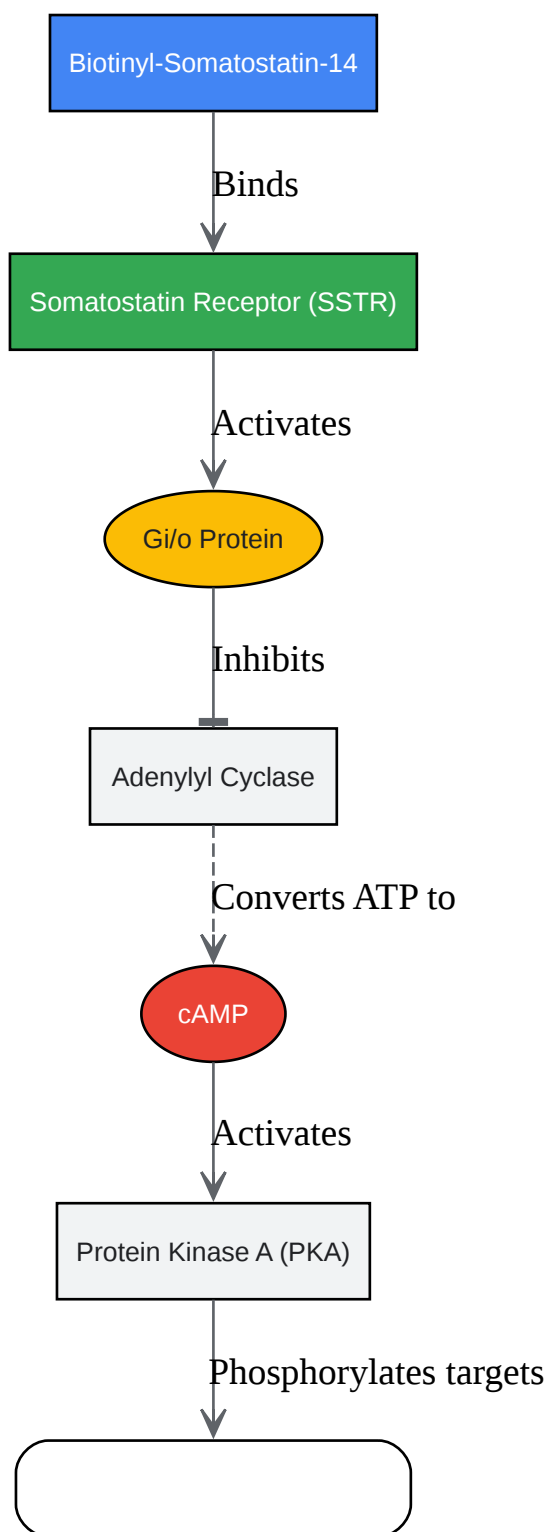 Biotinyl-Somatostatin-14
Binds
Somatostatin Receptor (SSTR)
Activates
Gi/o Protein
Inhibits
Adenylyl Cyclase
Converts ATP to
cAMP
Activates
Protein Kinase A (PKA)
Phosphorylates targets